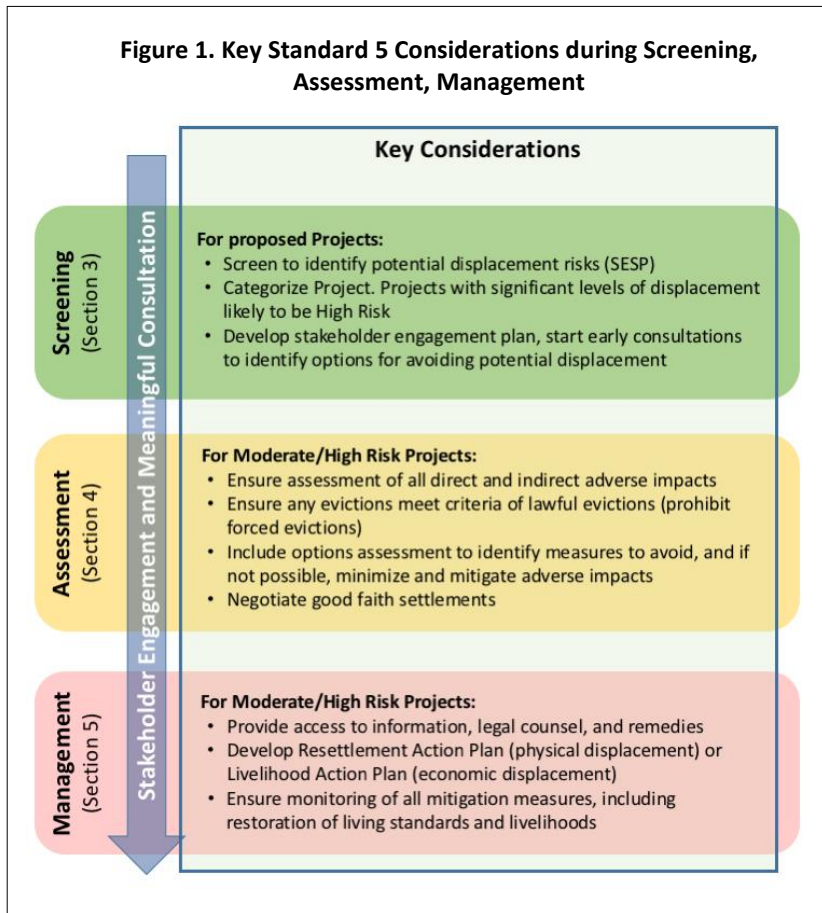 Figure 1. Key Standard 5 Considerations during Screening,
Assessment, Management
Key Considerations
Stakeholder Engagement and Meaningful Consultation
Screening
(Section 3)
For proposed Projects:
• Screen to identify potential displacement risks (SESP)
• Categorize Project. Projects with significant levels of displacement
likely to be High Risk
• Develop stakeholder engagement plan, start early consultations
to identify options for avoiding potential displacement
Assessment
(Section 4)
For Moderate/High Risk Projects:
• Ensure assessment of all direct and indirect adverse impacts
• Ensure any evictions meet criteria of lawful evictions (prohibit
forced evictions)
• Include options assessment to identify measures to avoid, and if
not possible, minimize and mitigate adverse impacts
• Negotiate good faith settlements
Management
(Section 5)
For Moderate/High Risk Projects:
• Provide access to information, legal counsel, and remedies
• Develop Resettlement Action Plan (physical displacement) or
Livelihood Action Plan (economic displacement)
• Ensure monitoring of all mitigation measures, including
restoration of living standards and livelihoods